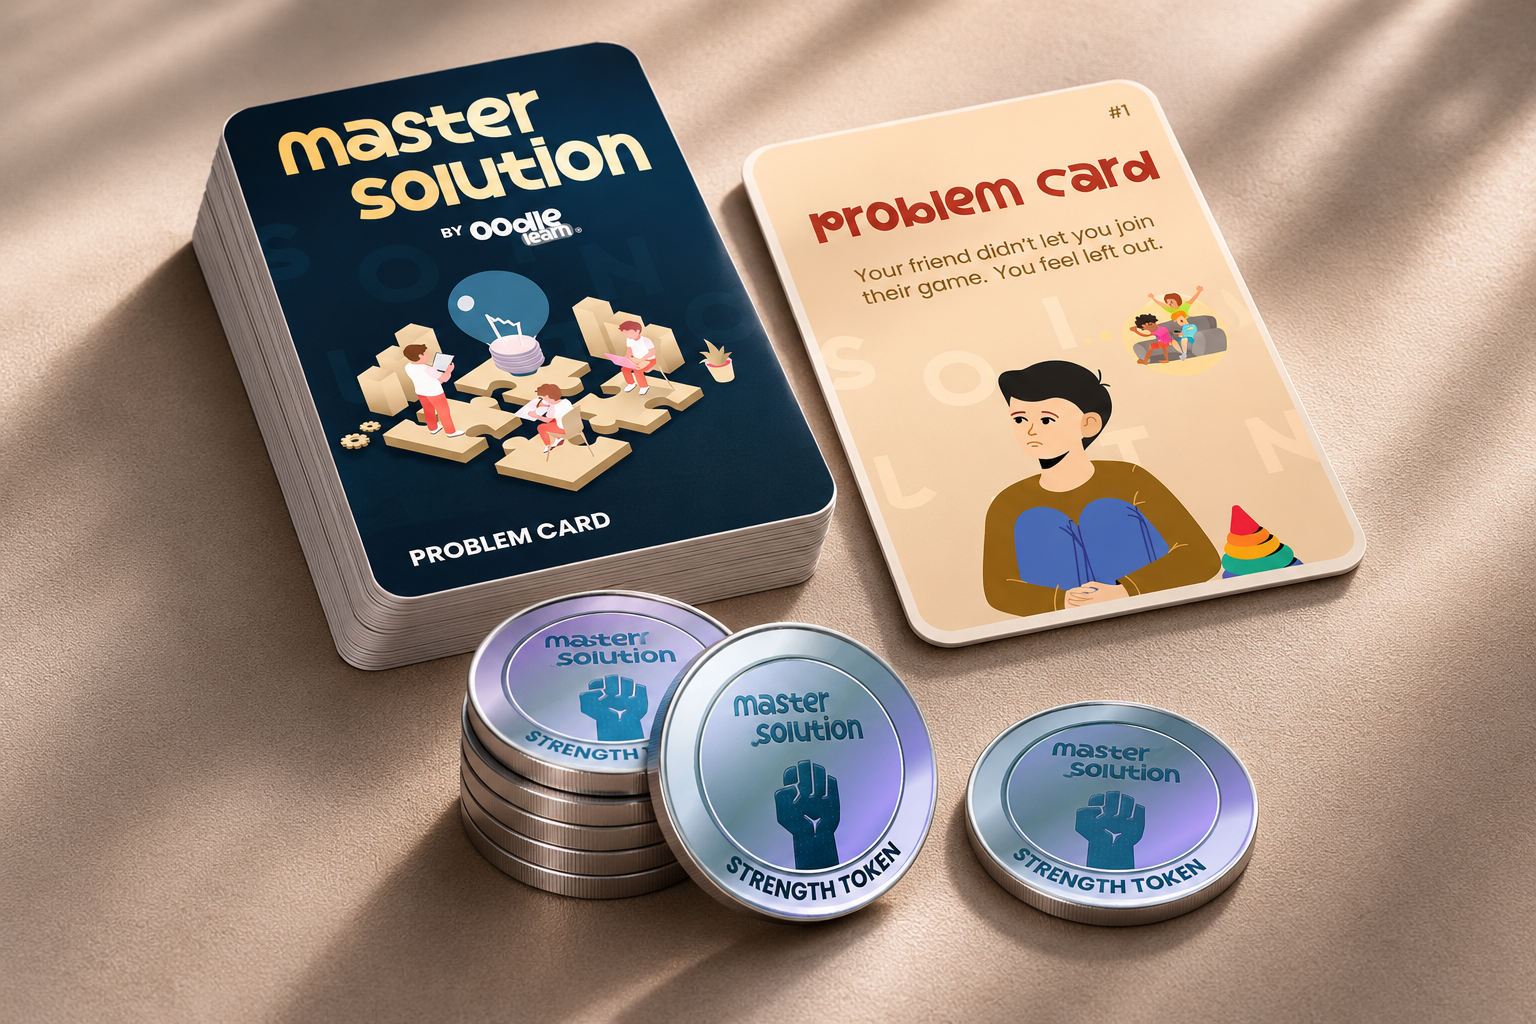 master
solution
BY OOdle
learn®
PROBLEM CARD
#1
problem card
Your friend didn't let you join
their game. You feel left out.
master
solution
STRENGTH T
master
solution
STRENGTH TOKEN
master
solution
STRENGTH TOKEN